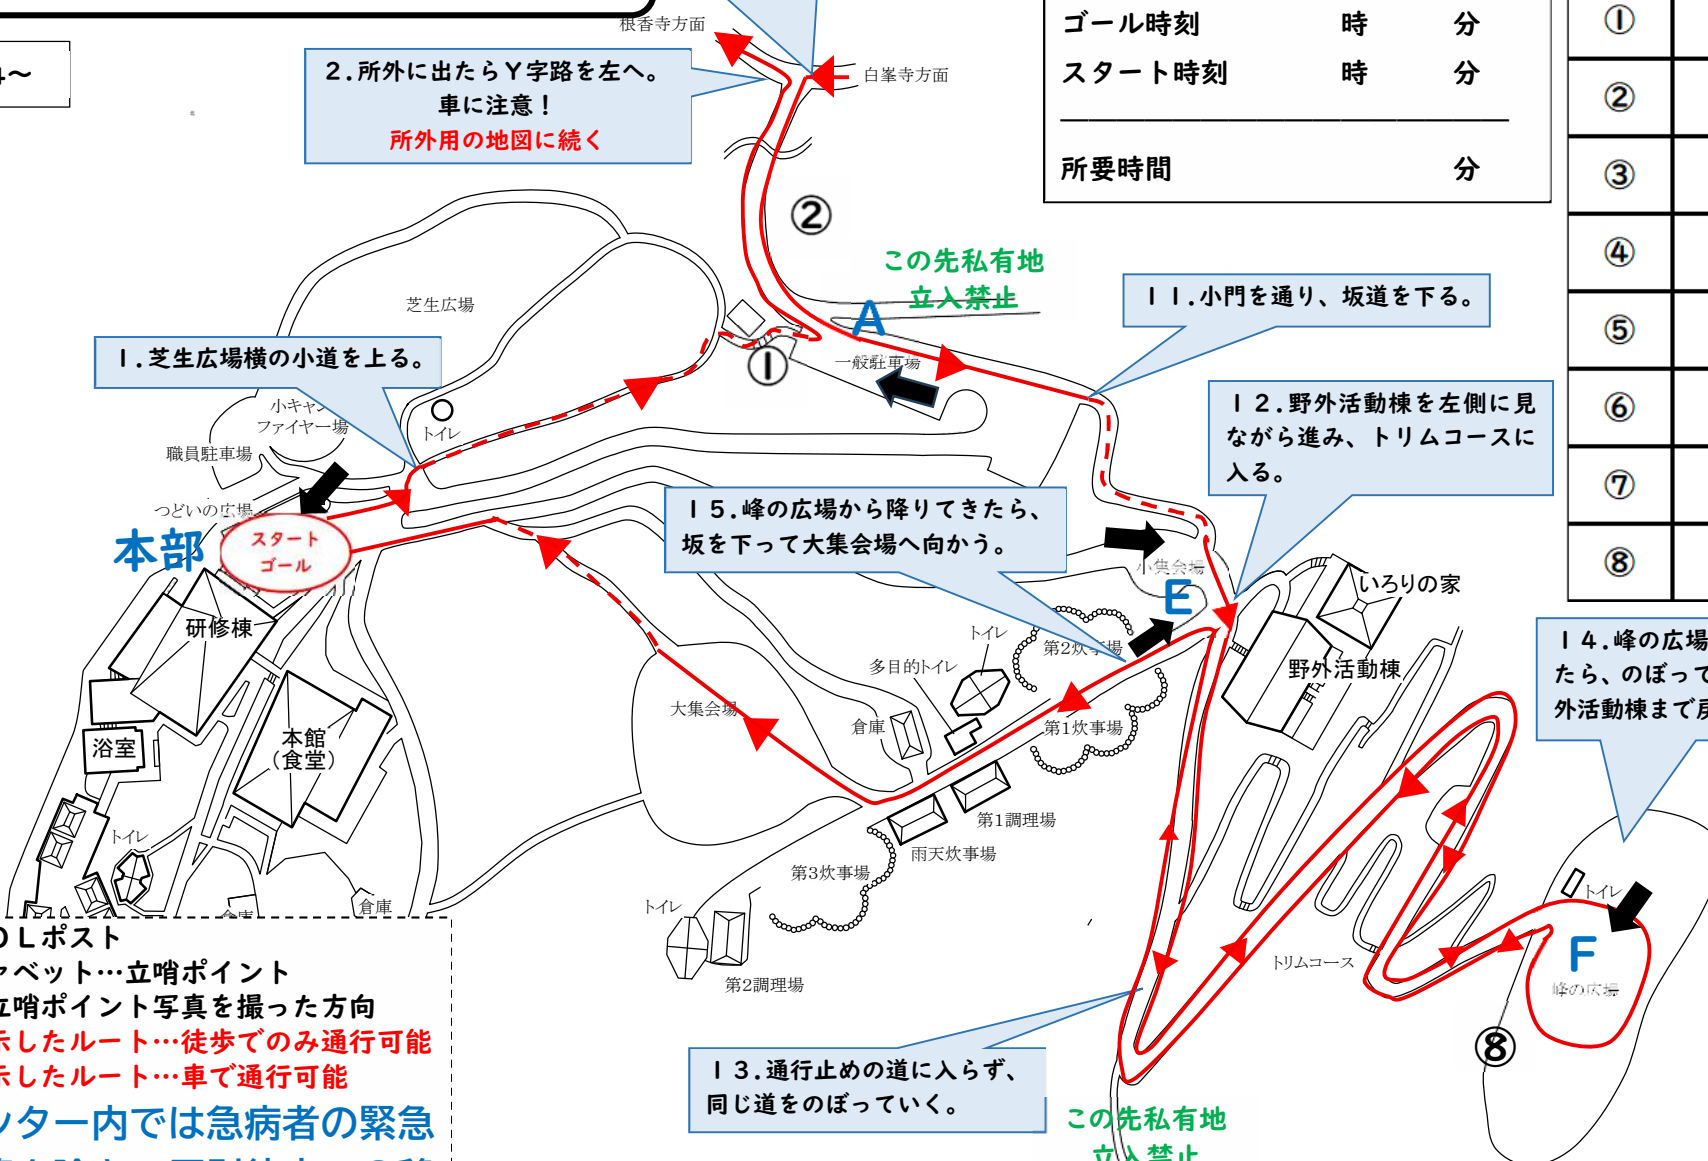 根香寺方面
2.所外に出たらＹ字路を左へ。
車に注意！
所外用の地図に続く
白峯寺方面
ゴール時刻 時 分
スタート時刻 時 分
所要時間 分
①
②
③
④
⑤
⑥
⑦
⑧
②
この先私有地
立入禁止
A
11.小門を通り、坂道を下る。
芝生広場
1.芝生広場横の小道を上る。
①
一般駐車場
12.野外活動棟を左側に見
ながら進み、トリムコースに
入る。
小キャン
ファイヤー場
トイレ
職員駐車場
つどいの広場
本部
スタート
ゴール
15.峰の広場から降りてきたら、
坂を下って大集会場へ向かう。
小集会場
E
いろりの家
研修棟
トイレ
第2炊事場
多目的トイレ
野外活動棟
14.峰の広場
たら、のぼって
外活動棟まで
大集会場
倉庫
第1炊事場
浴室
本館
(食堂)
第1調理場
雨天炊事場
トイレ
第3炊事場
トイレ
倉庫
倉庫
トイレ
F
峰の広場
トリムコース
第2調理場
⑧
ＯＬポスト
ァベット…立哨ポイント
立哨ポイント写真を撮った方向
示したルート…徒歩でのみ通行可能
示したルート…車で通行可能
ンター内では急病者の緊急
13.通行止めの道に入らず、
同じ道をのぼっていく。
この先私有地
立入禁止